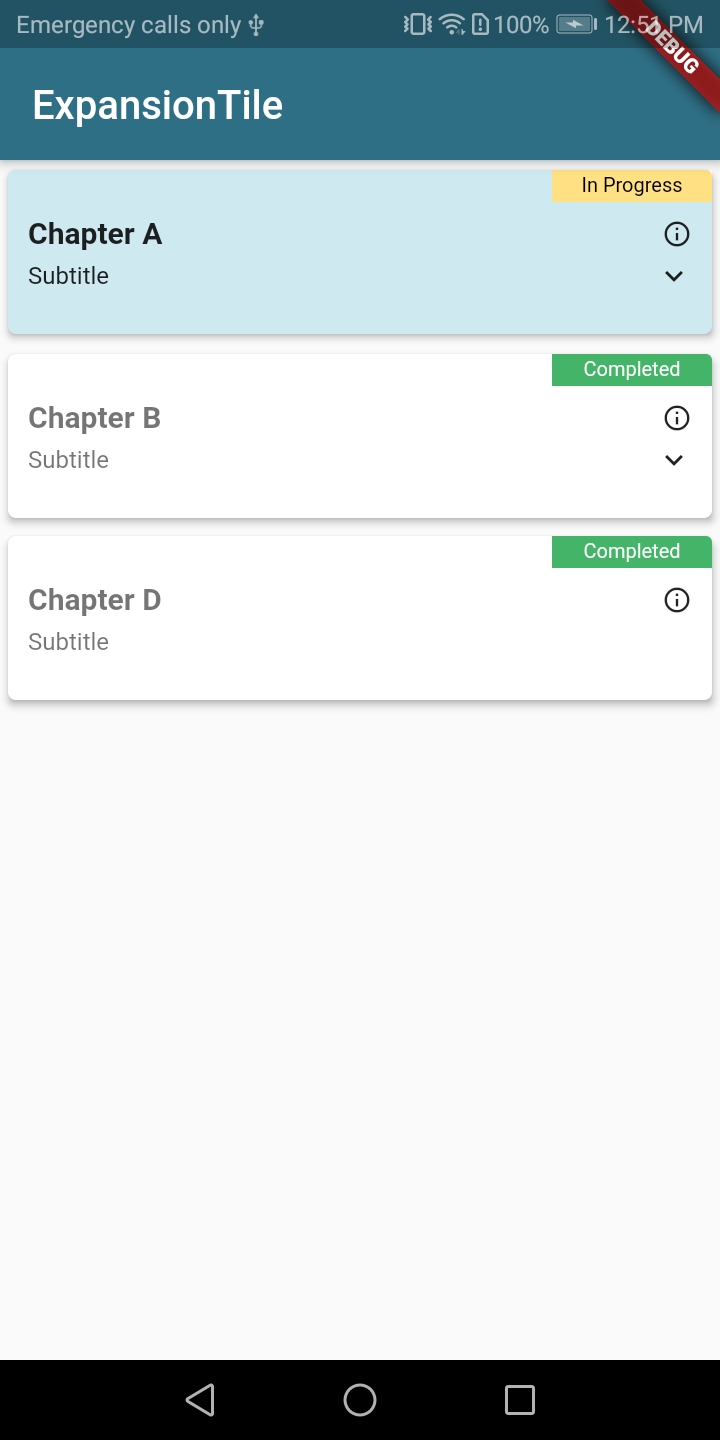 Emergency calls only 100% 12:51 PM
DEBUG
ExpansionTile
In Progress
Chapter A
Subtitle
Completed
Chapter B
Subtitle
Completed
Chapter D
Subtitle